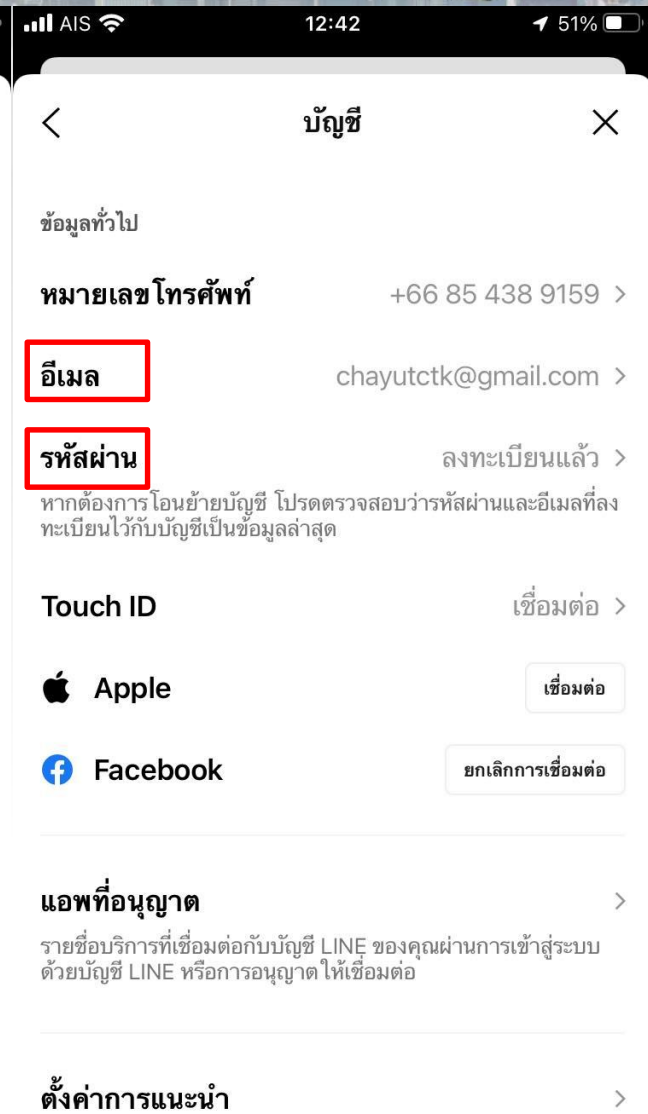 AIS 12:42 51%
บัญชี
ข้อมูลทั่วไป
หมายเลขโทรศัพท์ +66 85 438 9159
อีเมล chayutctk@gmail.com
รหัสผ่าน ลงทะเบียนแล้ว
หากต้องการโอนย้ายบัญชี โปรดตรวจสอบว่ารหัสผ่านและอีเมลที่ลง
ทะเบียนไว้กับบัญชีเป็นข้อมูลล่าสุด
Touch ID เชื่อมต่อ
Apple เชื่อมต่อ
Facebook ยกเลิกการเชื่อมต่อ
แอพที่อนุญาต
รายชื่อบริการที่เชื่อมต่อกับบัญชี LINE ของคุณผ่านการเข้าสู่ระบบ
ด้วยบัญชี LINE หรือการอนุญาตให้เชื่อมต่อ
ตั้งค่าการแนะนำ